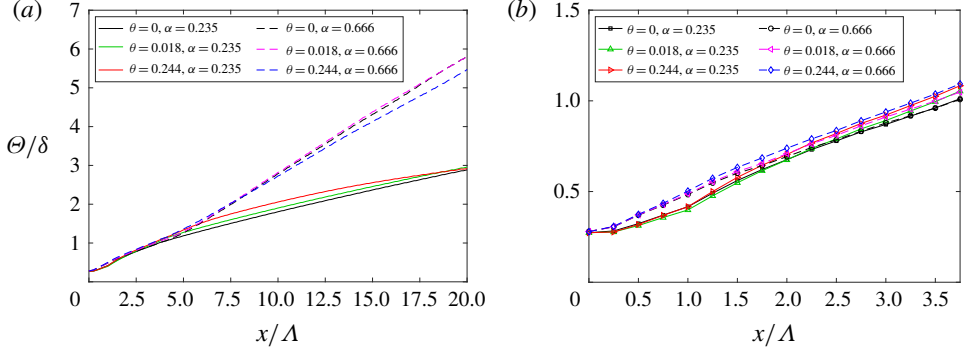 (a)
7
6
5
4
3
2
1
0
Θ/δ
θ = 0, α = 0.235
θ = 0.018, α = 0.235
θ = 0.244, α = 0.235
θ = 0, α = 0.666
θ = 0.018, α = 0.666
θ = 0.244, α = 0.666
2.5 5.0 7.5 10.0 12.5 15.0 17.5 20.0
x/Λ
(b)
1.5
1.0
0.5
0
θ = 0, α = 0.235
θ = 0.018, α = 0.235
θ = 0.244, α = 0.235
θ = 0, α = 0.666
θ = 0.018, α = 0.666
θ = 0.244, α = 0.666
0.5 1.0 1.5 2.0 2.5 3.0 3.5
x/Λ